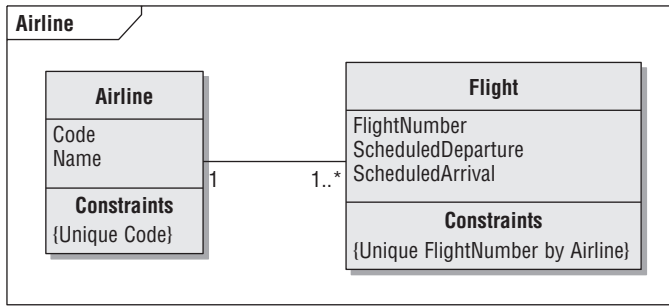 Airline
Airline
Code
Name
Constraints
{Unique Code}
1
1..*
Flight
FlightNumber
ScheduledDeparture
ScheduledArrival
Constraints
{Unique FlightNumber by Airline}